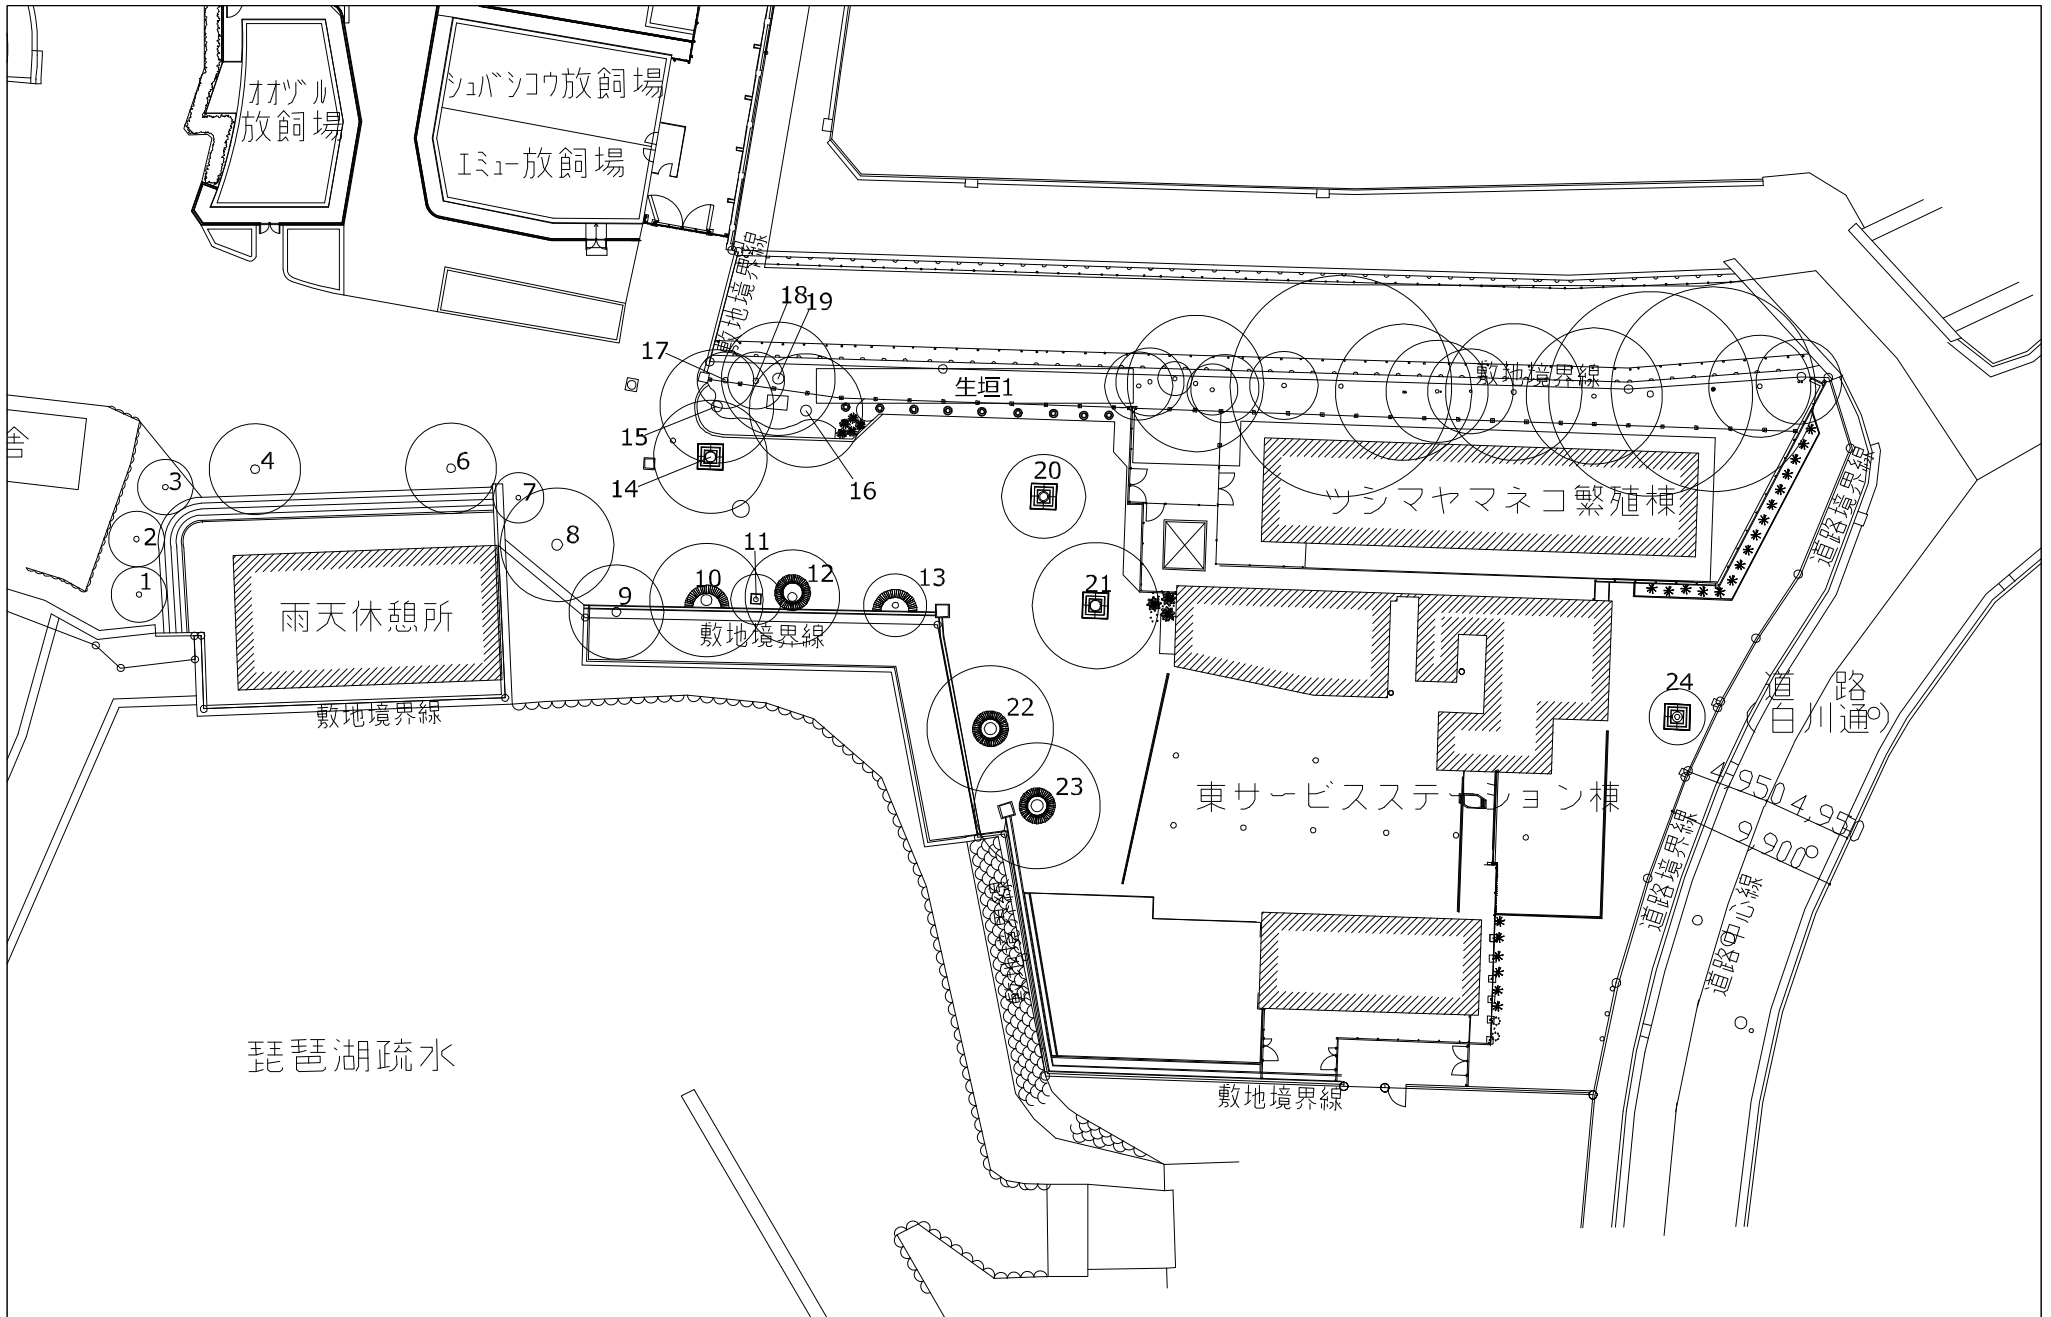 オオヅル
放飼場
シュバシコウ放飼場
エミュー放飼場
敷地境界線
18
19
17
敷地境界線
生垣1
15
14
16
舎
4
6
3
7
20
ツシマヤマネコ繁殖棟
道路境界線
2
8
11
1
9
10
12
13
21
雨天休憩所
敷地境界線
敷地境界線
22
24
道 路
(白川通)
23
東サービスステーション棟
4,950
4,950
9,900
道路境界線
道路中心線
琵琶湖疏水
敷地境界線